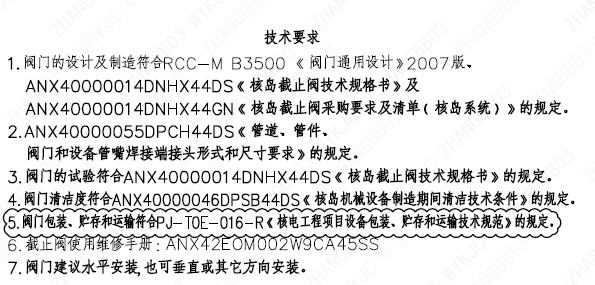 技术要求
1. 阀门的设计及制造符合RCC-M B3500 《 阀门通用设计》2007版、
ANX40000014DNHX44DS《 核岛截止阀技术规格书》及
ANX40000014DNHX44GN《 核岛截止阀采购要求及清单( 核岛系统) 》的规定。
2.ANX40000055DPCH44DS《 管道、管件、
阀门和设备管嘴焊接端接头形式和尺寸要求》的规定。
3. 阀门的试验符合ANX40000014DNHX44DS《 核岛截止阀技术规格书》的规定。
4. 阀门清洁度符合ANX40000046DPSB44DS《 核岛机械设备制造期间清洁技术条件》的规定。
5. 阀门包装、贮存和运输符合PJ-T0E-016-R《 核电工程项目设备包装、贮存和运输技术规范》的规定。
6. 截止阀使用维修手册: ANX42E0M002W9CA45SS
7. 阀门建议水平安装,也可垂直或其它方向安装。